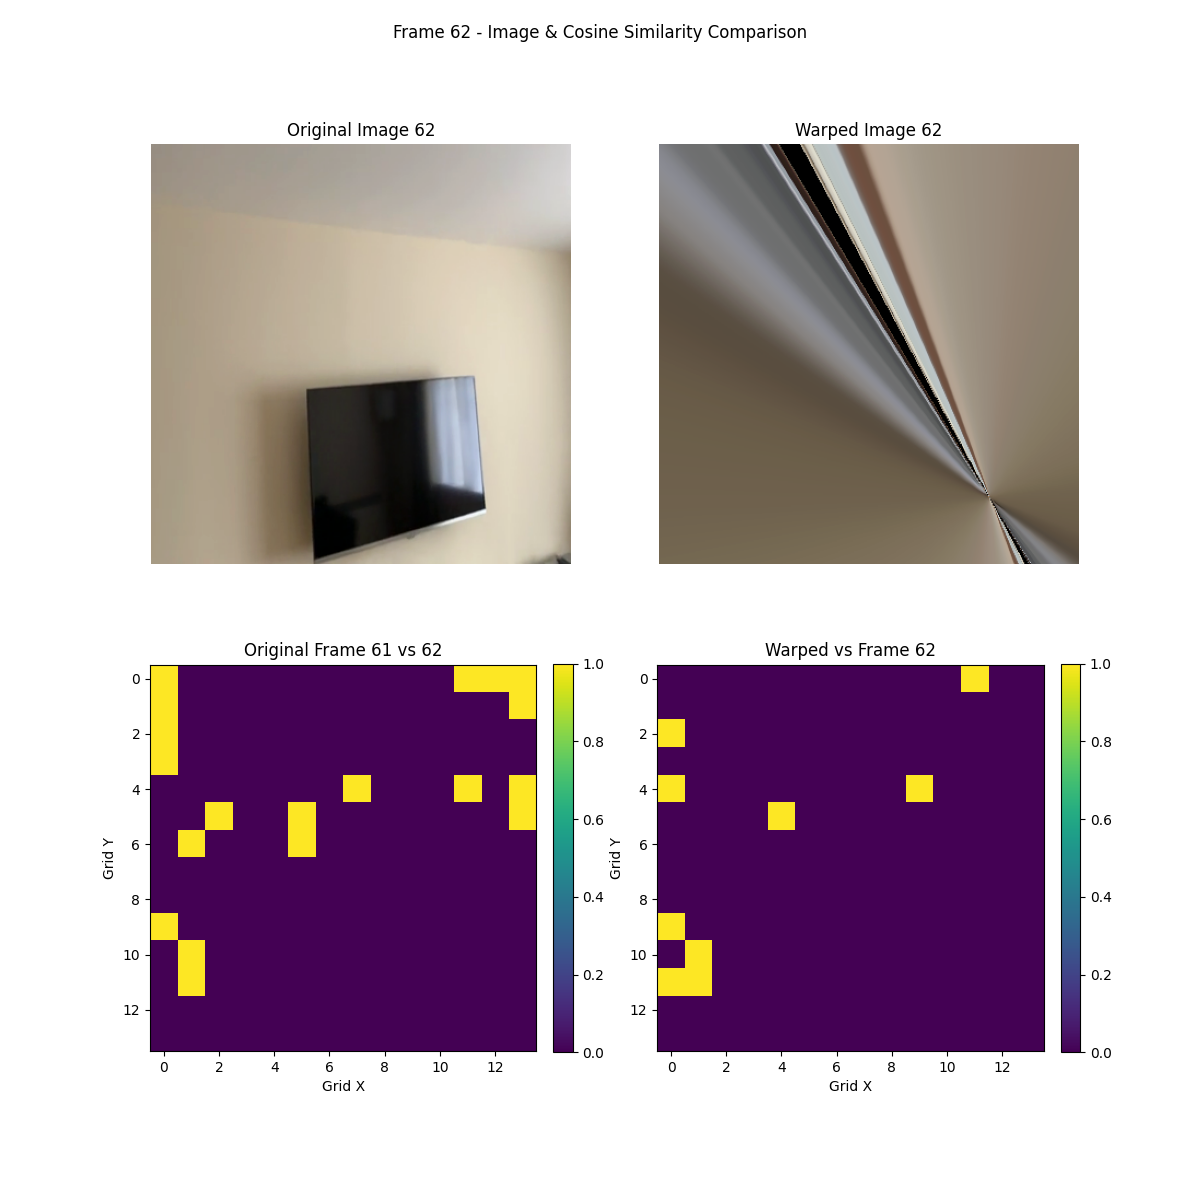 Frame 62 - Image & Cosine Similarity Comparison
Original Image 62
Warped Image 62
Original Frame 61 vs 62
Warped vs Frame 62
0
2
4
6
8
10
12
Grid Y
0 2 4 6 8 10 12
Grid X
1.0
0.8
0.6
0.4
0.2
0.0
0
2
4
6
8
10
12
Grid Y
0 2 4 6 8 10 12
Grid X
1.0
0.8
0.6
0.4
0.2
0.0